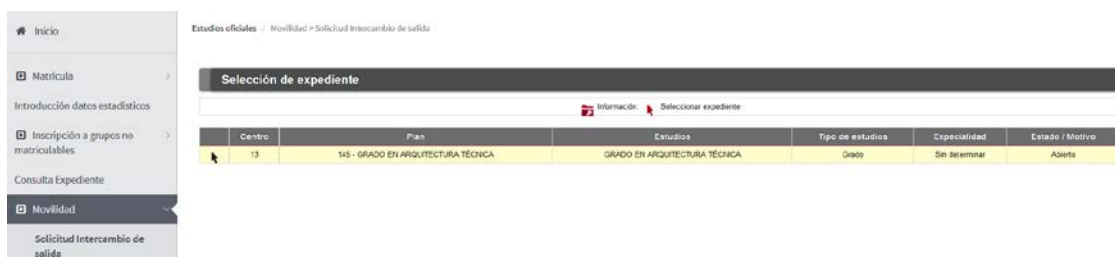 Inicio
Estudios oficiales / Movilidad > Solicitud Intercambio de salida
Matrícula
Selección de expediente
Introducción datos estadísticos
Información: Seleccionar expediente
Inscripción a grupos no
matriculables
Centro Plan Estudios Tipo de estudios Especialidad Estado / Motivo
13 145 - GRADO EN ARQUITECTURA TÉCNICA GRADO EN ARQUITECTURA TÉCNICA Grado Sin determinar Abierto
Consulta Expediente
Movilidad
Solicitud Intercambio de
salida